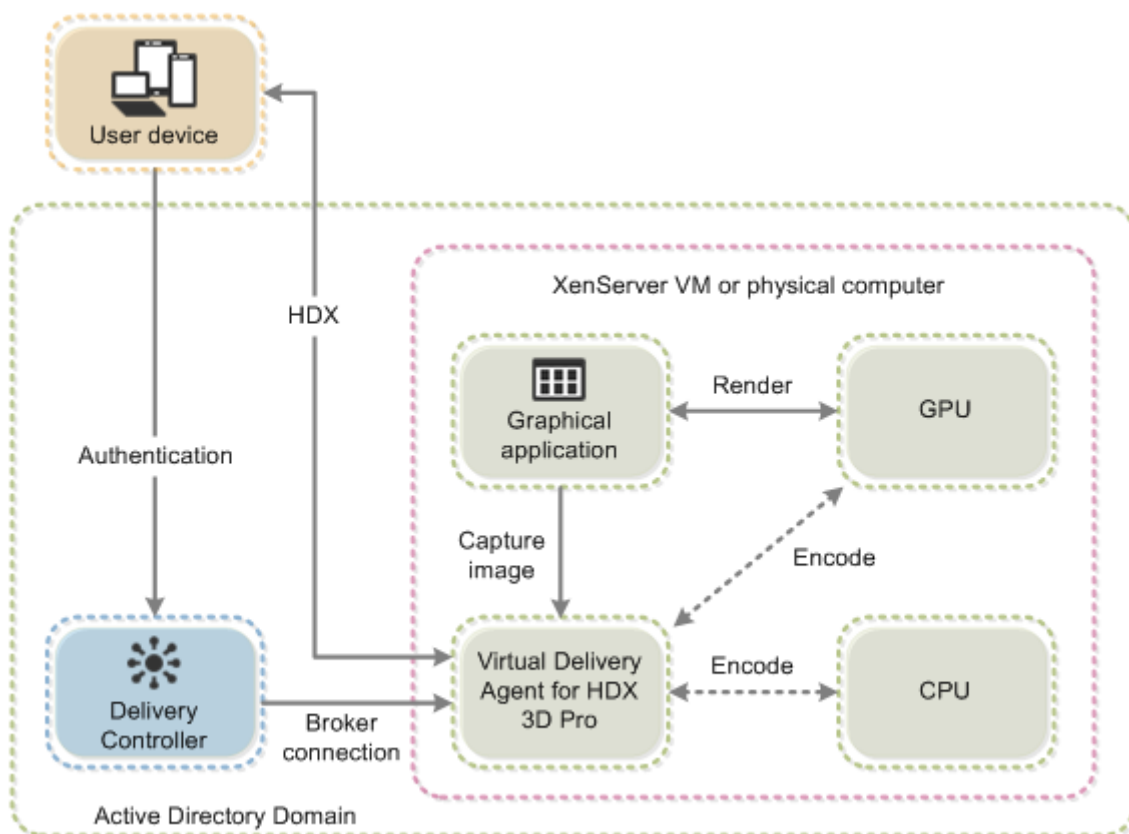 User device
XenServer VM or physical computer
HDX
Render
Graphical
application
GPU
Authentication
Capture
image
Encode
Virtual Delivery
Agent for HDX
3D Pro
Encode
CPU
Delivery
Controller
Broker
connection
Active Directory Domain